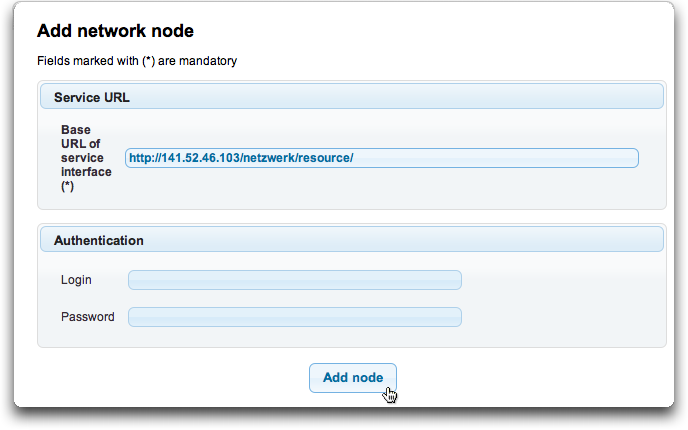 Add network node
Fields marked with (*) are mandatory
Service URL
Base
URL of
service
interface
(*)
http://141.52.46.103/netzwerk/resource/
Authentication
Login
Password
Add node